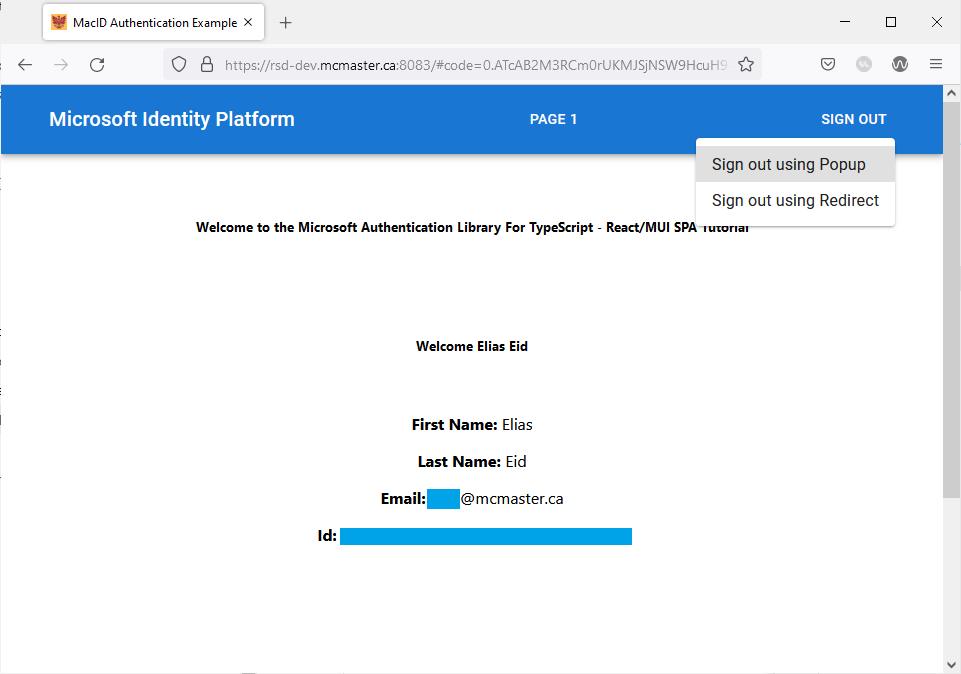 MacID Authentication Example
https://rsd-dev.mcmaster.ca:8083/#code=0.ATcAB2M3RCm0rUKMJSjNSW9HcuH9
Microsoft Identity Platform
PAGE 1
SIGN OUT
Sign out using Popup
Sign out using Redirect
Welcome to the Microsoft Authentication Library For TypeScript - React/MUI SPA Tutorial
Welcome Elias Eid
First Name: Elias
Last Name: Eid
Email: @mcmaster.ca
Id: